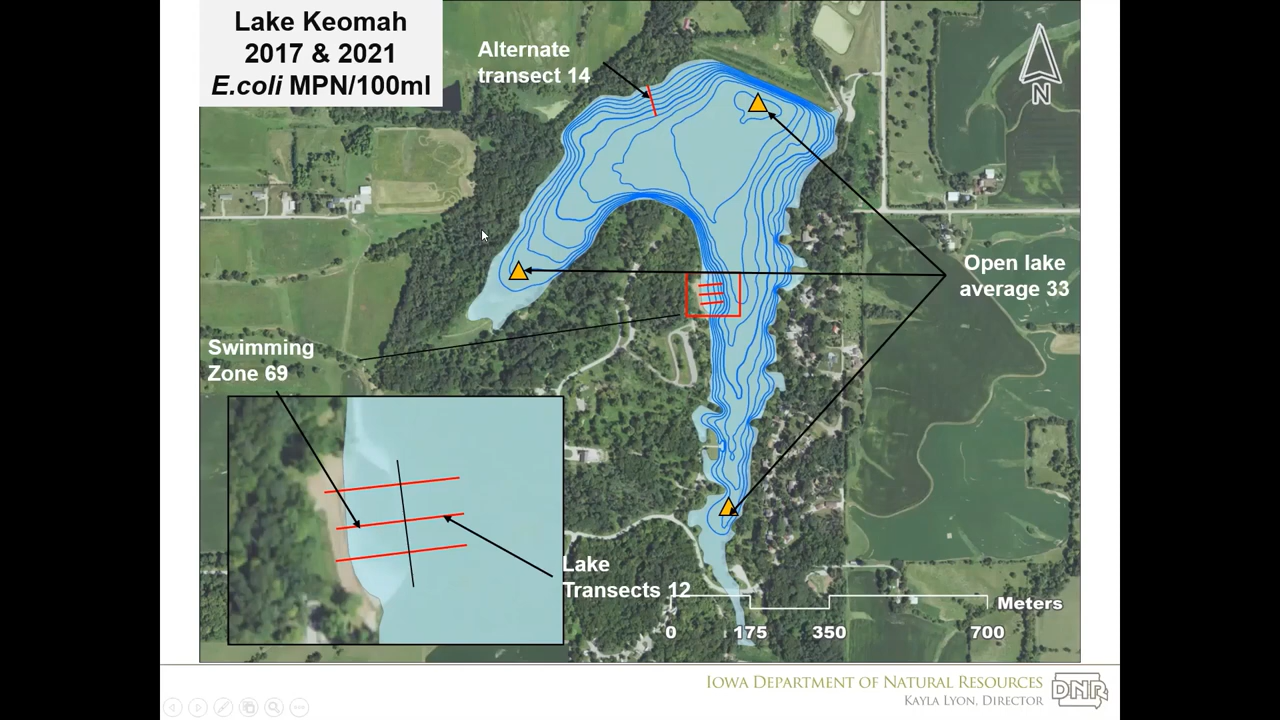 Lake Keomah
2017 & 2021
E.coli MPN/100ml
Alternate
transect 14
N
Open lake
average 33
Swimming
Zone 69
Lake
Transects 12
Meters
0 175 350 700
Iowa Department of Natural Resources
Kayla Lyon, Director
DNR